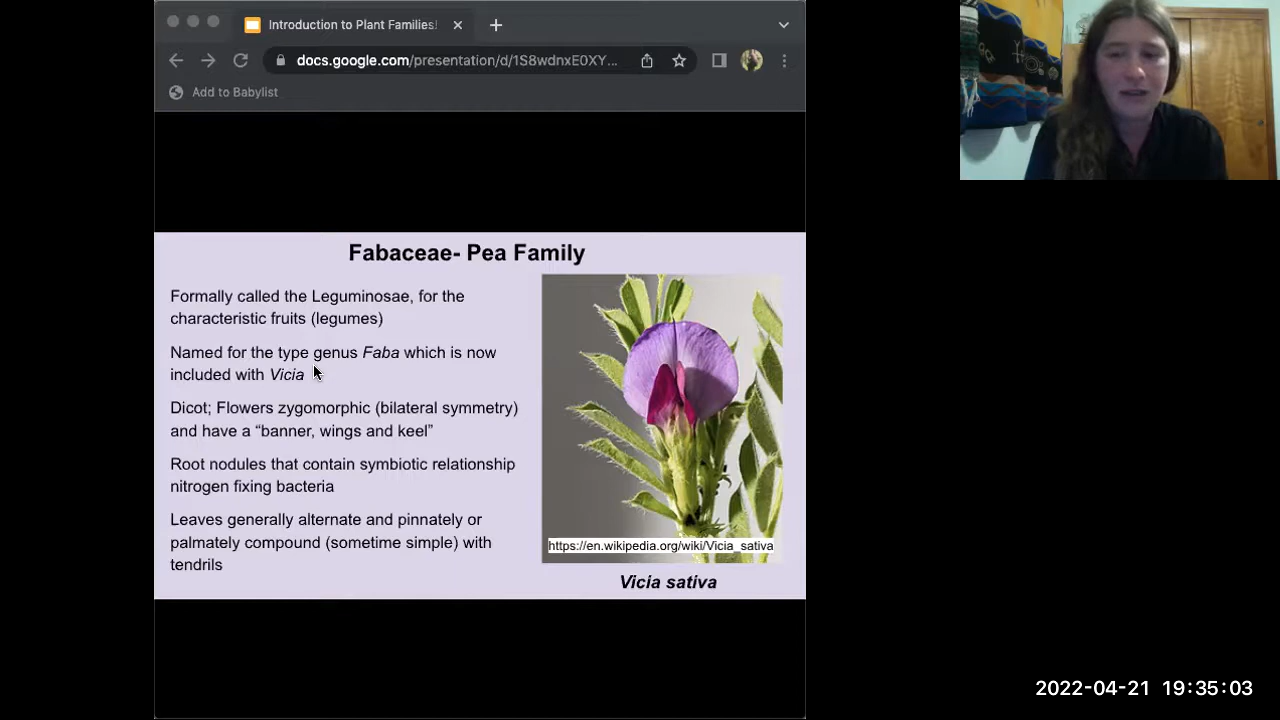 Introduction to Plant Families!
docs.google.com/presentation/d/1S8wdnxE0XY...
Add to Babylist
Fabaceae- Pea Family
Formally called the Leguminosae, for the
characteristic fruits (legumes)
Named for the type genus Faba which is now
included with Vicia
Dicot; Flowers zygomorphic (bilateral symmetry)
and have a “banner, wings and keel”
Root nodules that contain symbiotic relationship
nitrogen fixing bacteria
Leaves generally alternate and pinnately or
palmately compound (sometime simple) with
tendrils
https://en.wikipedia.org/wiki/Vicia_sativa
Vicia sativa
2022-04-21 19:35:03